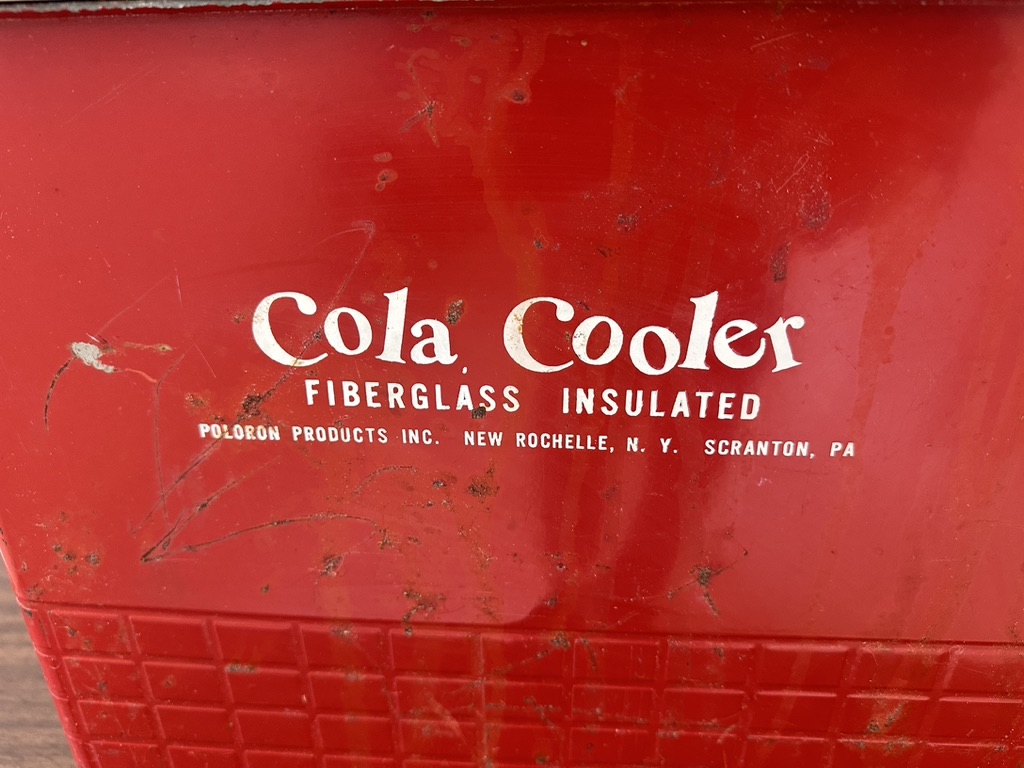 Cola Cooler
FIBERGLASS INSULATED
POLORON PRODUCTS INC. NEW ROCHELLE, N. Y. SCRANTON, PA